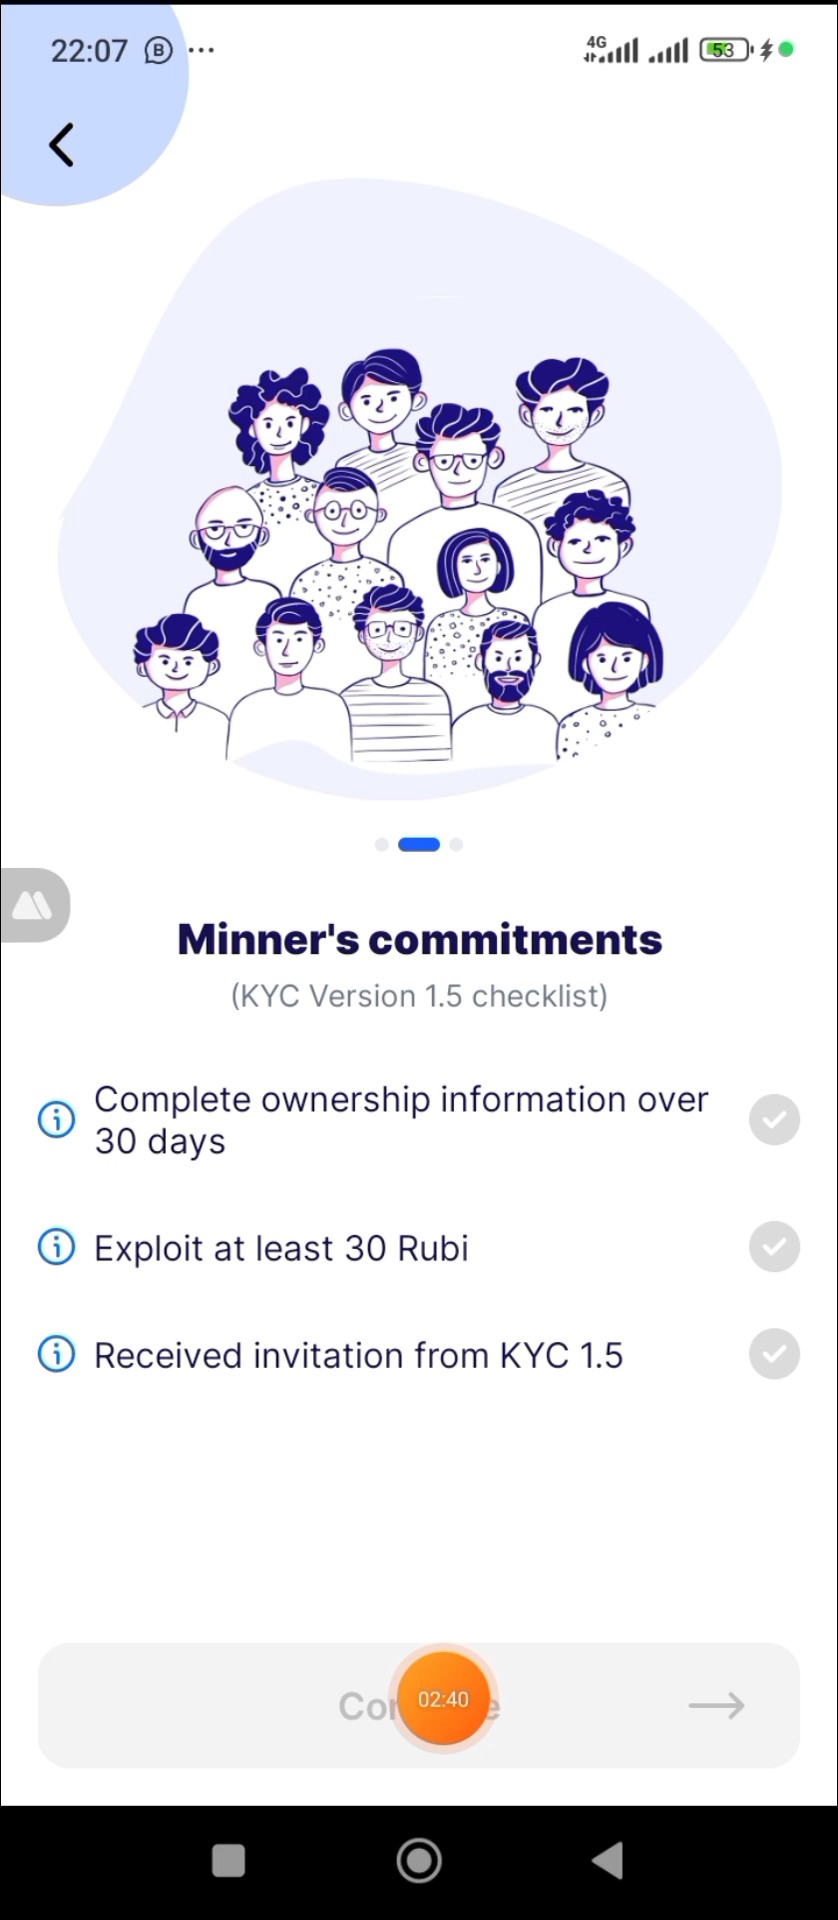 22:07 B ...
4G 53
Minner's commitments
(KYC Version 1.5 checklist)
Complete ownership information over
30 days
Exploit at least 30 Rubi
Received invitation from KYC 1.5
02:40